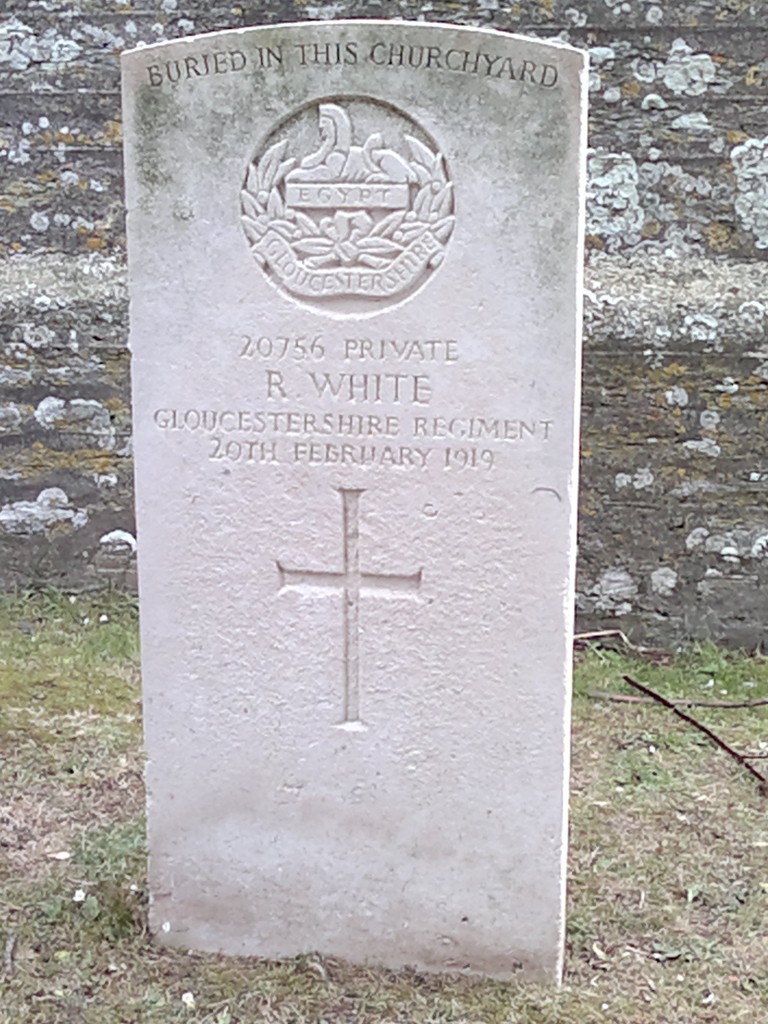 BURIED IN THIS CHURCHYARD
EGYPT
GLOUCESTERSHIRE
20756 PRIVATE
R. WHITE
GLOUCESTERSHIRE REGIMENT
20TH FEBRUARY 1919